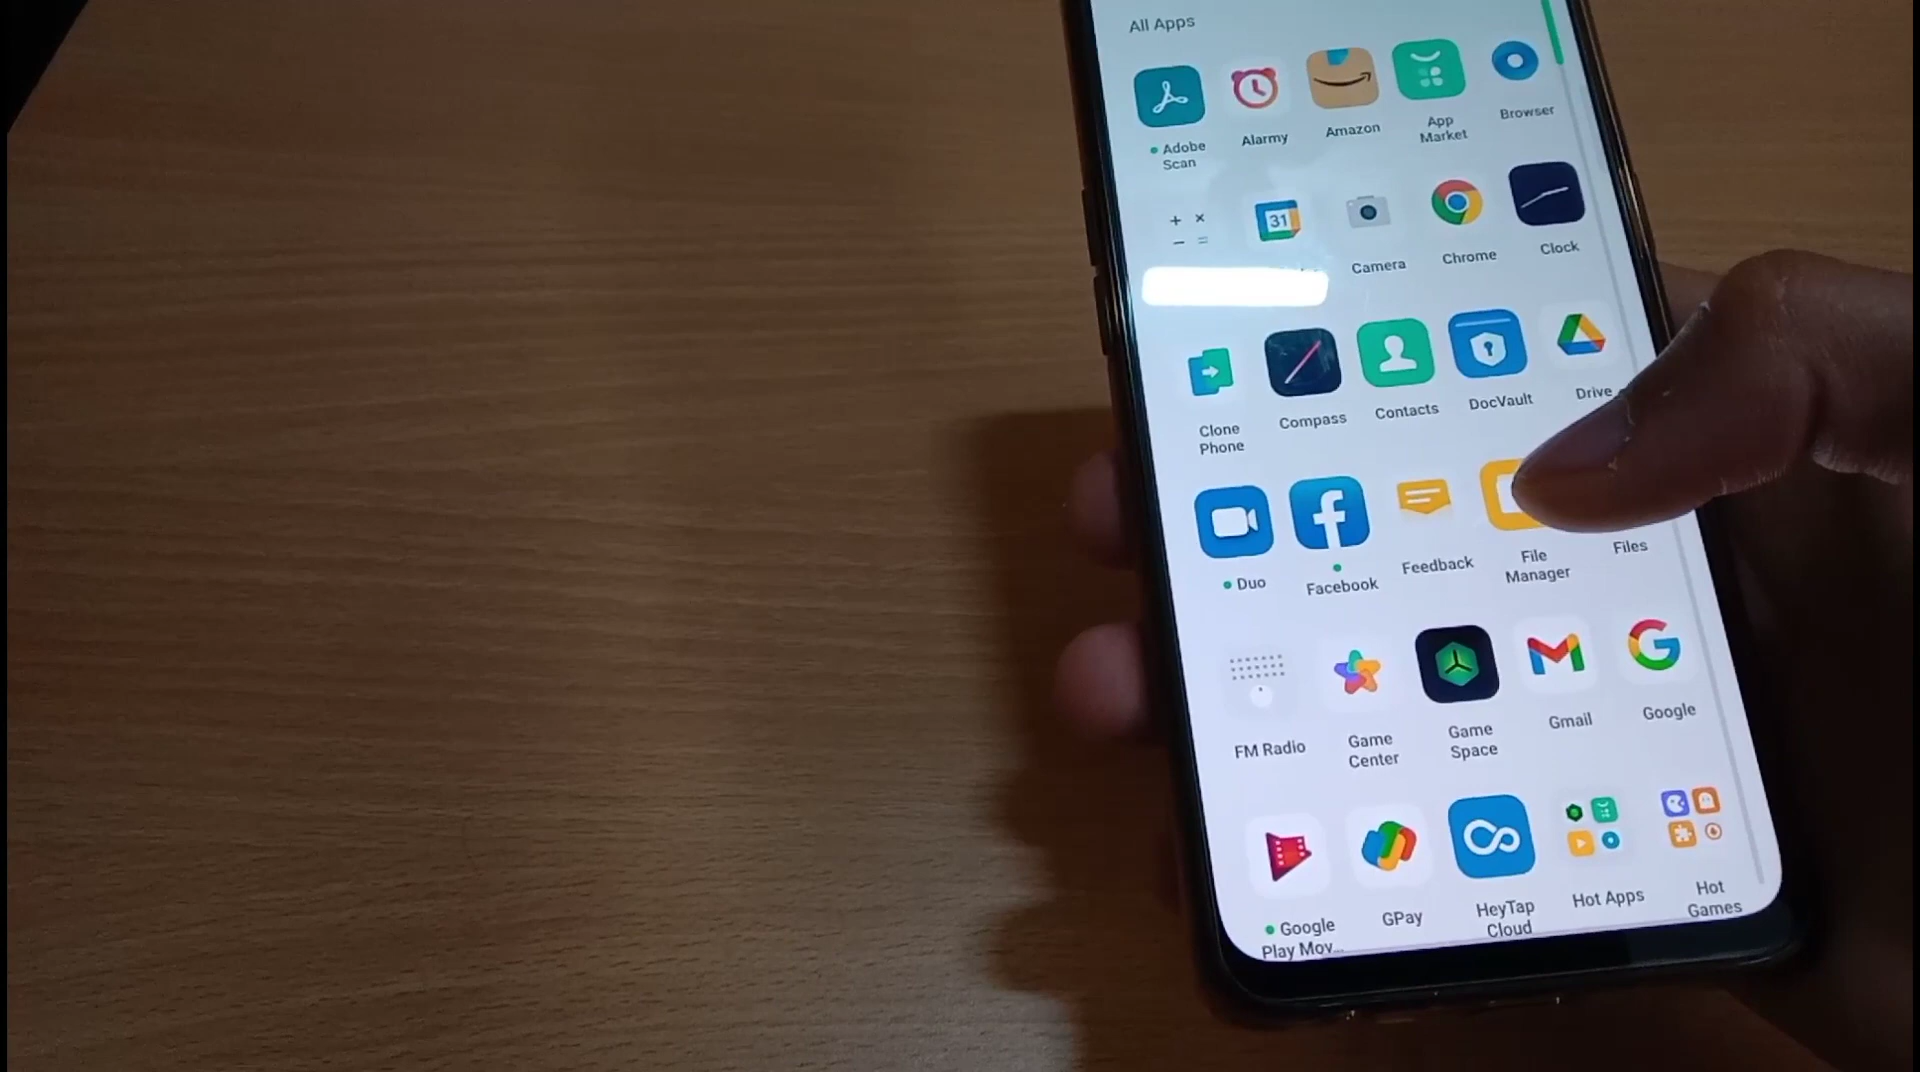 All Apps
Adobe Scan
Alarmy
Amazon
App Market
Browser
31
Camera
Chrome
Clock
Clone Phone
Compass
Contacts
DocVault
Drive
Duo
Facebook
Feedback
File Manager
Files
FM Radio
Game Center
Game Space
Gmail
Google
Google Play Mov...
GPay
HeyTap Cloud
Hot Apps
Hot Games